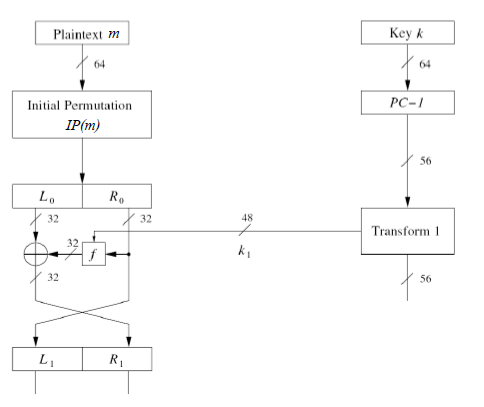 Plaintext m
Key k
64
64
Initial Permutation
IP(m)
PC-1
56
L0
R0
32
32
48
Transform 1
32
f
k1
32
56
L1
R1